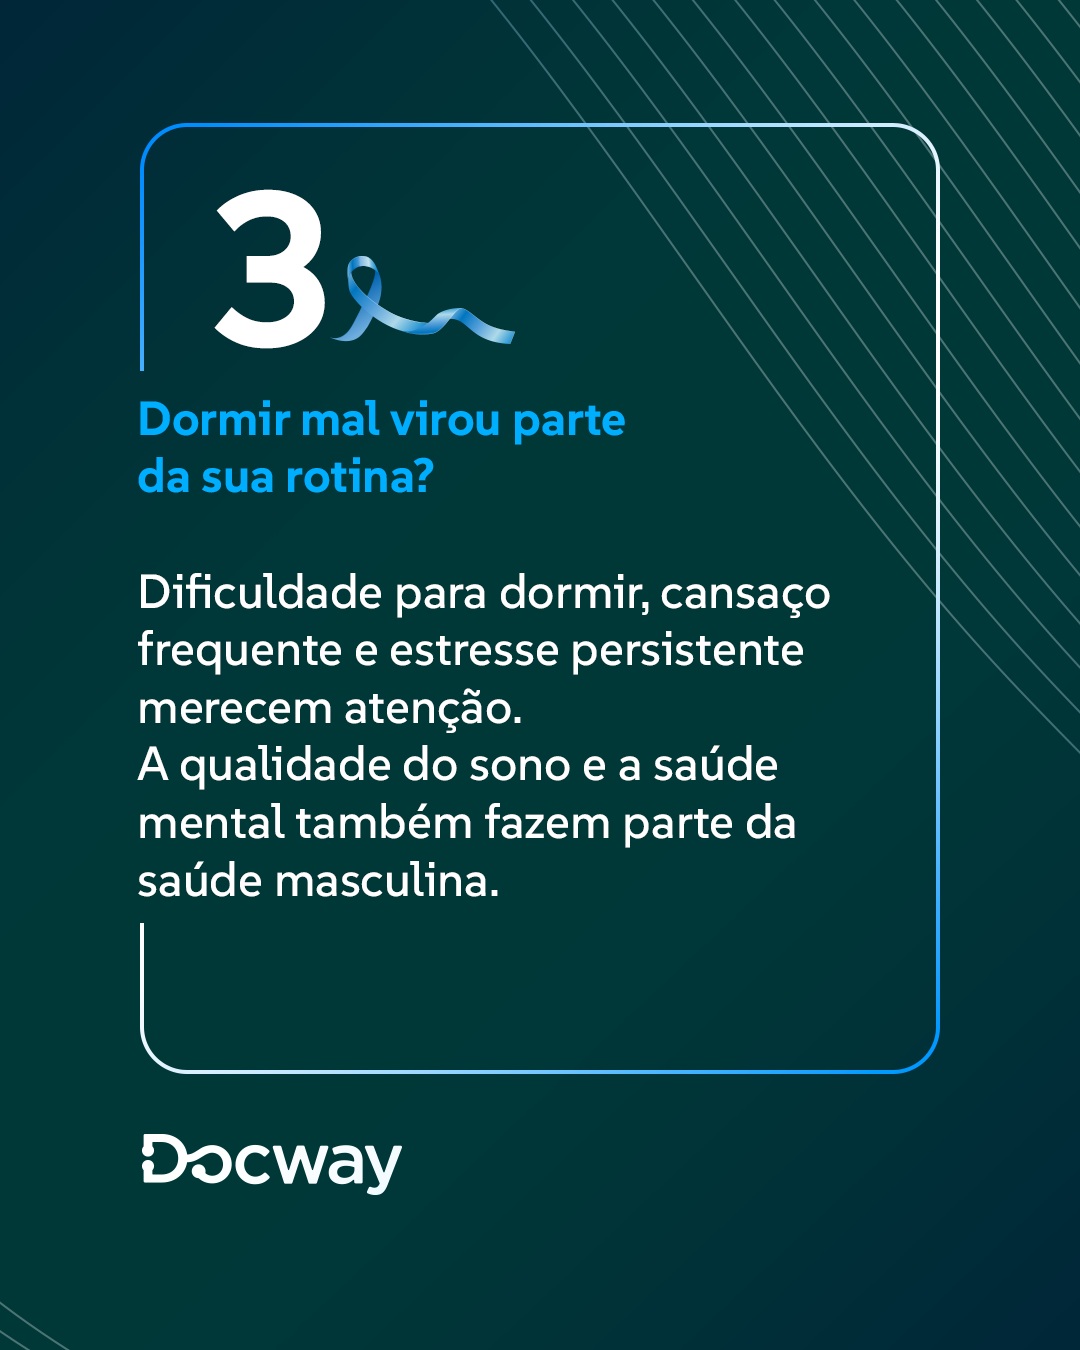 3
Dormir mal virou parte
da sua rotina?
Dificuldade para dormir, cansaço
frequente e estresse persistente
merecem atenção.
A qualidade do sono e a saúde
mental também fazem parte da
saúde masculina.
Docway